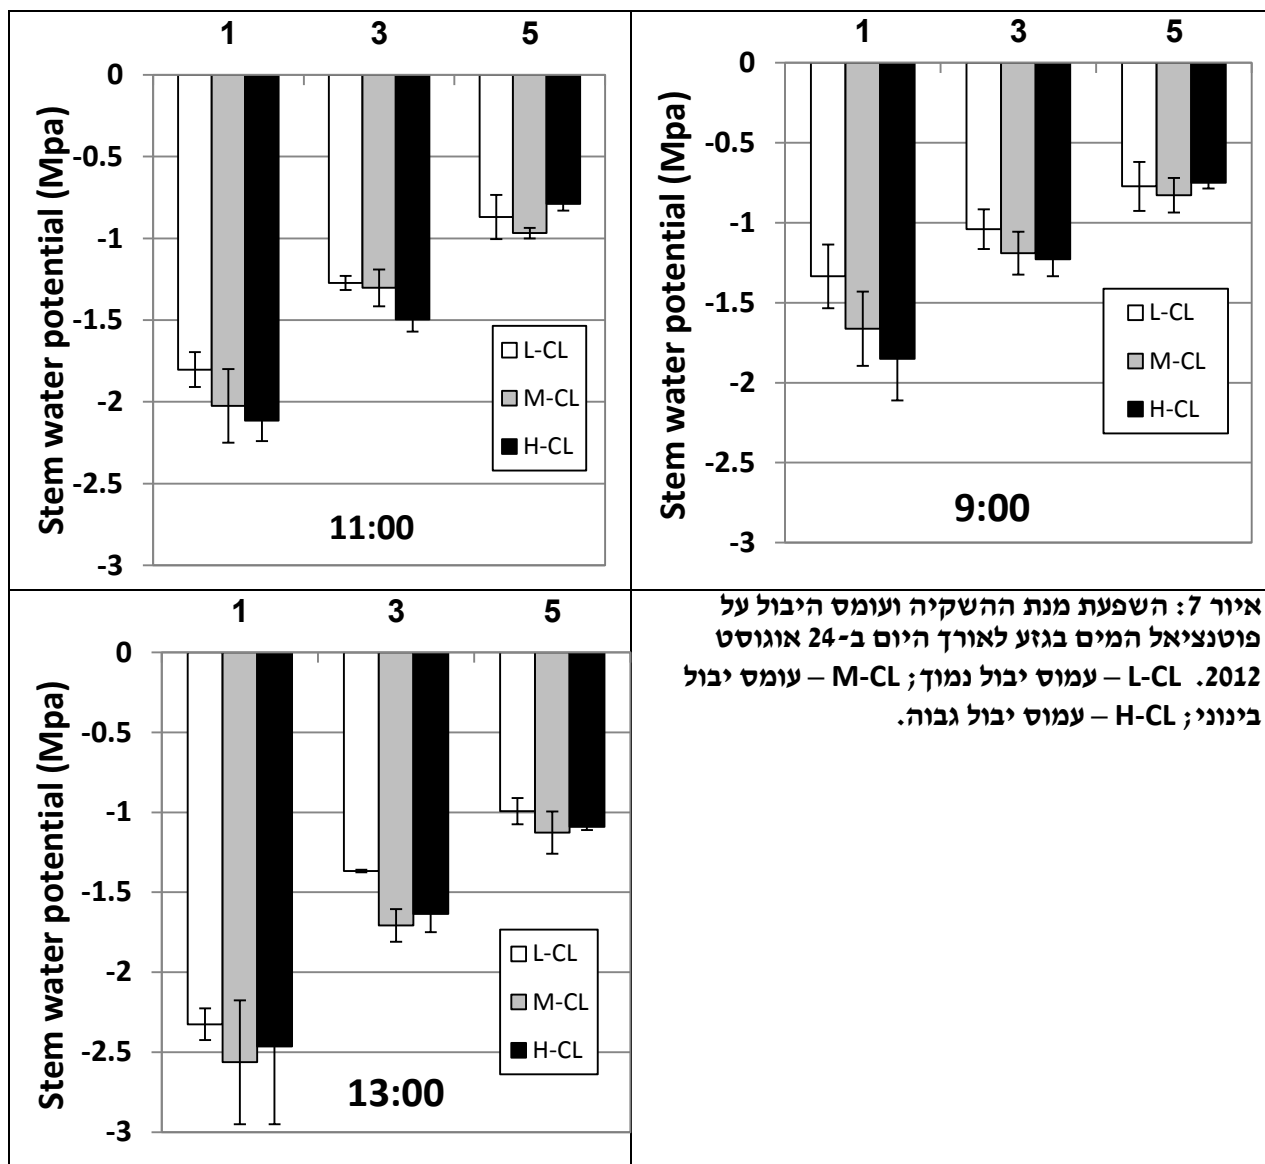 1 3 5
0
-0.5
-1
-1.5
-2
-2.5
-3
Stem water potential (Mpa)
L-CL
M-CL
H-CL
11:00
1 3 5
0
-0.5
-1
-1.5
-2
-2.5
-3
Stem water potential (Mpa)
L-CL
M-CL
H-CL
9:00
1 3 5
0
-0.5
-1
-1.5
-2
-2.5
-3
Stem water potential (Mpa)
L-CL
M-CL
H-CL
13:00
איור 7: השפעת מנת ההשקיה ועומס היבול על
פוטנציאל המים בגזע לאורך היום ב-24 אוגוסט
2012. L-CL – עמוס יבול נמוך; M-CL – עומס יבול
בינוני; H-CL – עמוס יבול גבוה.